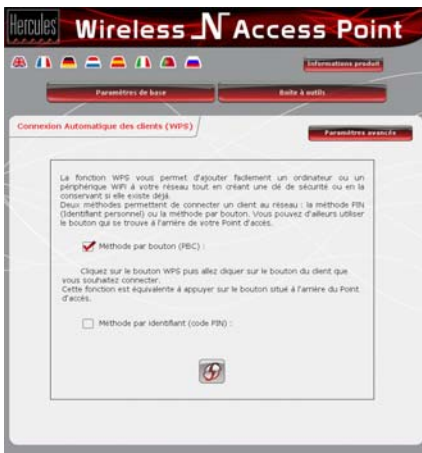 Hercules
Wireless N Access Point
Informations produit
Paramètres de base
Boîte à outils
Connexion Automatique des clients (WPS)
Paramètres avancés
La fonction WPS vous permet d'ajouter facilement un ordinateur ou un
périphérique WiFi à votre réseau tout en créant une clé de sécurité ou en la
conservant si elle existe déjà.
Deux méthodes permettent de connecter un client au réseau : la méthode PIN
(Identifiant personnel) ou la méthode par bouton. Vous pouvez d'ailleurs utiliser
le bouton qui se trouve à l'arrière de votre Point d'accès.
Méthode par bouton (PBC) :
Cliquez sur le bouton WPS puis allez cliquer sur le bouton du client que
vous souhaitez connecter.
Cette fonction est équivalente à appuyer sur le bouton situé à l'arrière du Point
d'accès.
Méthode par identifiant (code PIN) :